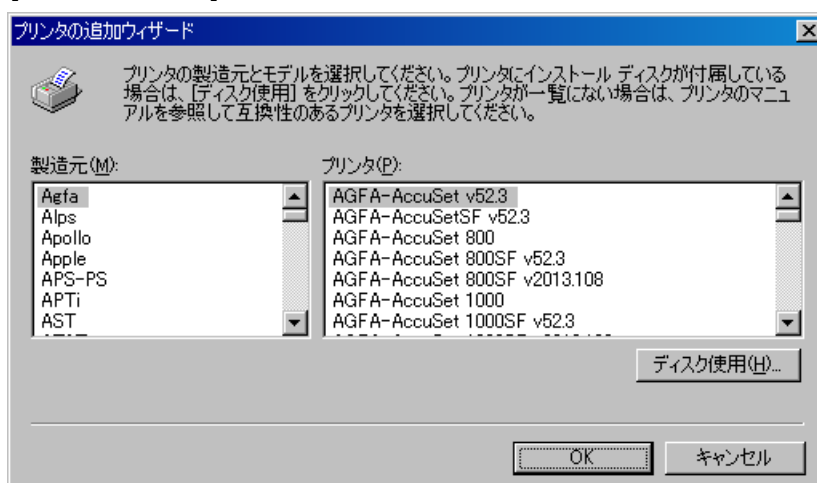 プリンタの追加ウィザード
プリンタの製造元とモデルを選択してください。プリンタにインストール ディスクが付属している
場合は、[ディスク使用] をクリックしてください。プリンタが一覧にない場合は、プリンタのマニュ
アルを参照して互換性のあるプリンタを選択してください。
製造元(M):
プリンタ(P):
Agfa
Alps
Apollo
Apple
APS-PS
APTi
AST
AGFA-AccuSet v52.3
AGFA-AccuSetSF v52.3
AGFA-AccuSet 800
AGFA-AccuSet 800SF v52.3
AGFA-AccuSet 800SF v2013.108
AGFA-AccuSet 1000
AGFA-AccuSet 1000SF v52.3
ディスク使用(H)...
OK
キャンセル